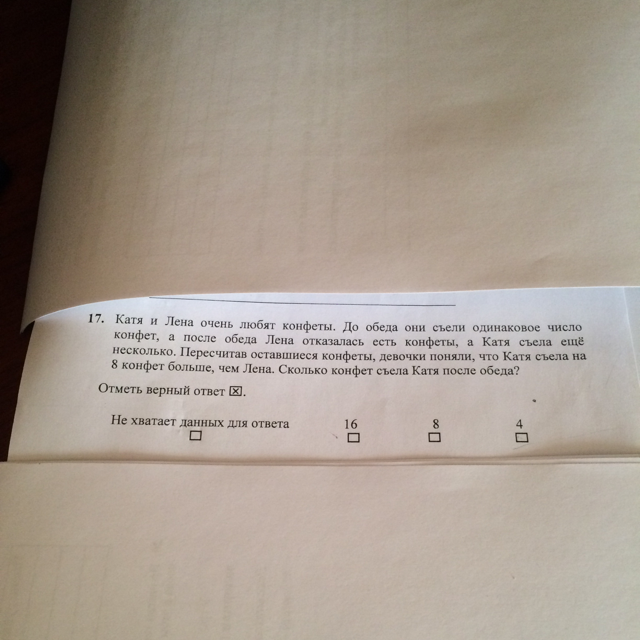 17. Катя и Лена очень любят конфеты. До обеда они съели одинаковое число
конфет, а после обеда Лена отказалась есть конфеты, а Катя съела ещё
несколько. Пересчитав оставшиеся конфеты, девочки поняли, что Катя съела на
8 конфет больше, чем Лена. Сколько конфет съела Катя после обеда?
Отметь верный ответ ☒.
Не хватает данных для ответа 16 8 4